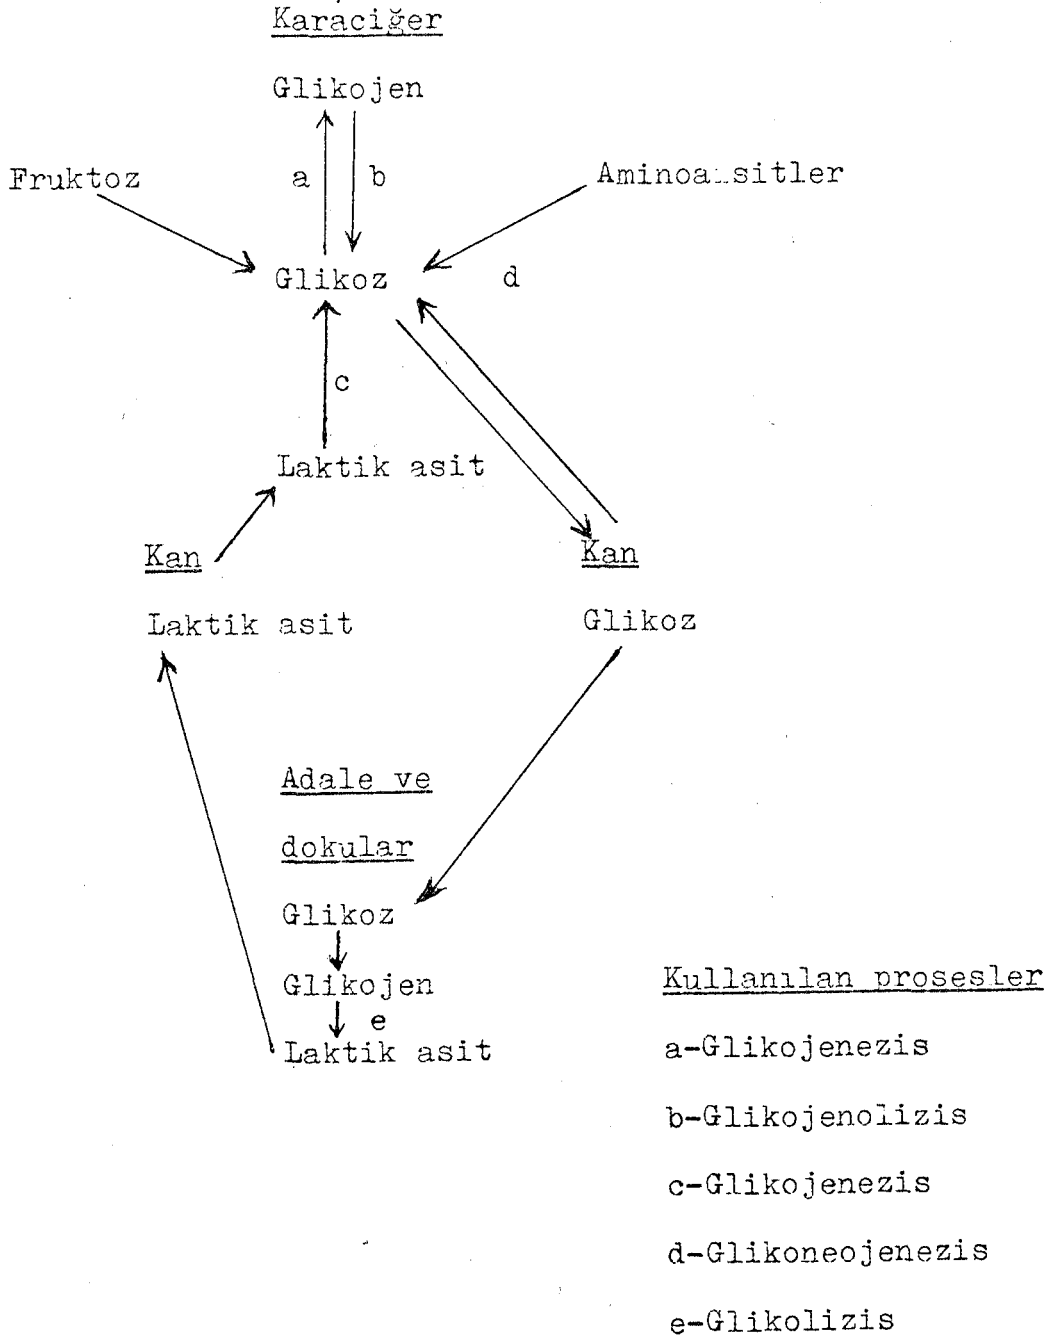 Karaciğer
Glikojen
Fruktoz
a
b
Glikoz
d
c
Laktik asit
Kan
Kan
Laktik asit
Glikoz
Adale ve
dokular
Glikoz
Glikojen
e
Laktik asit
Kullanılan prosesler
a-Glikojenezis
b-Glikojenolizis
c-Glikojenezis
d-Glikoneojenezis
e-Glikolizis